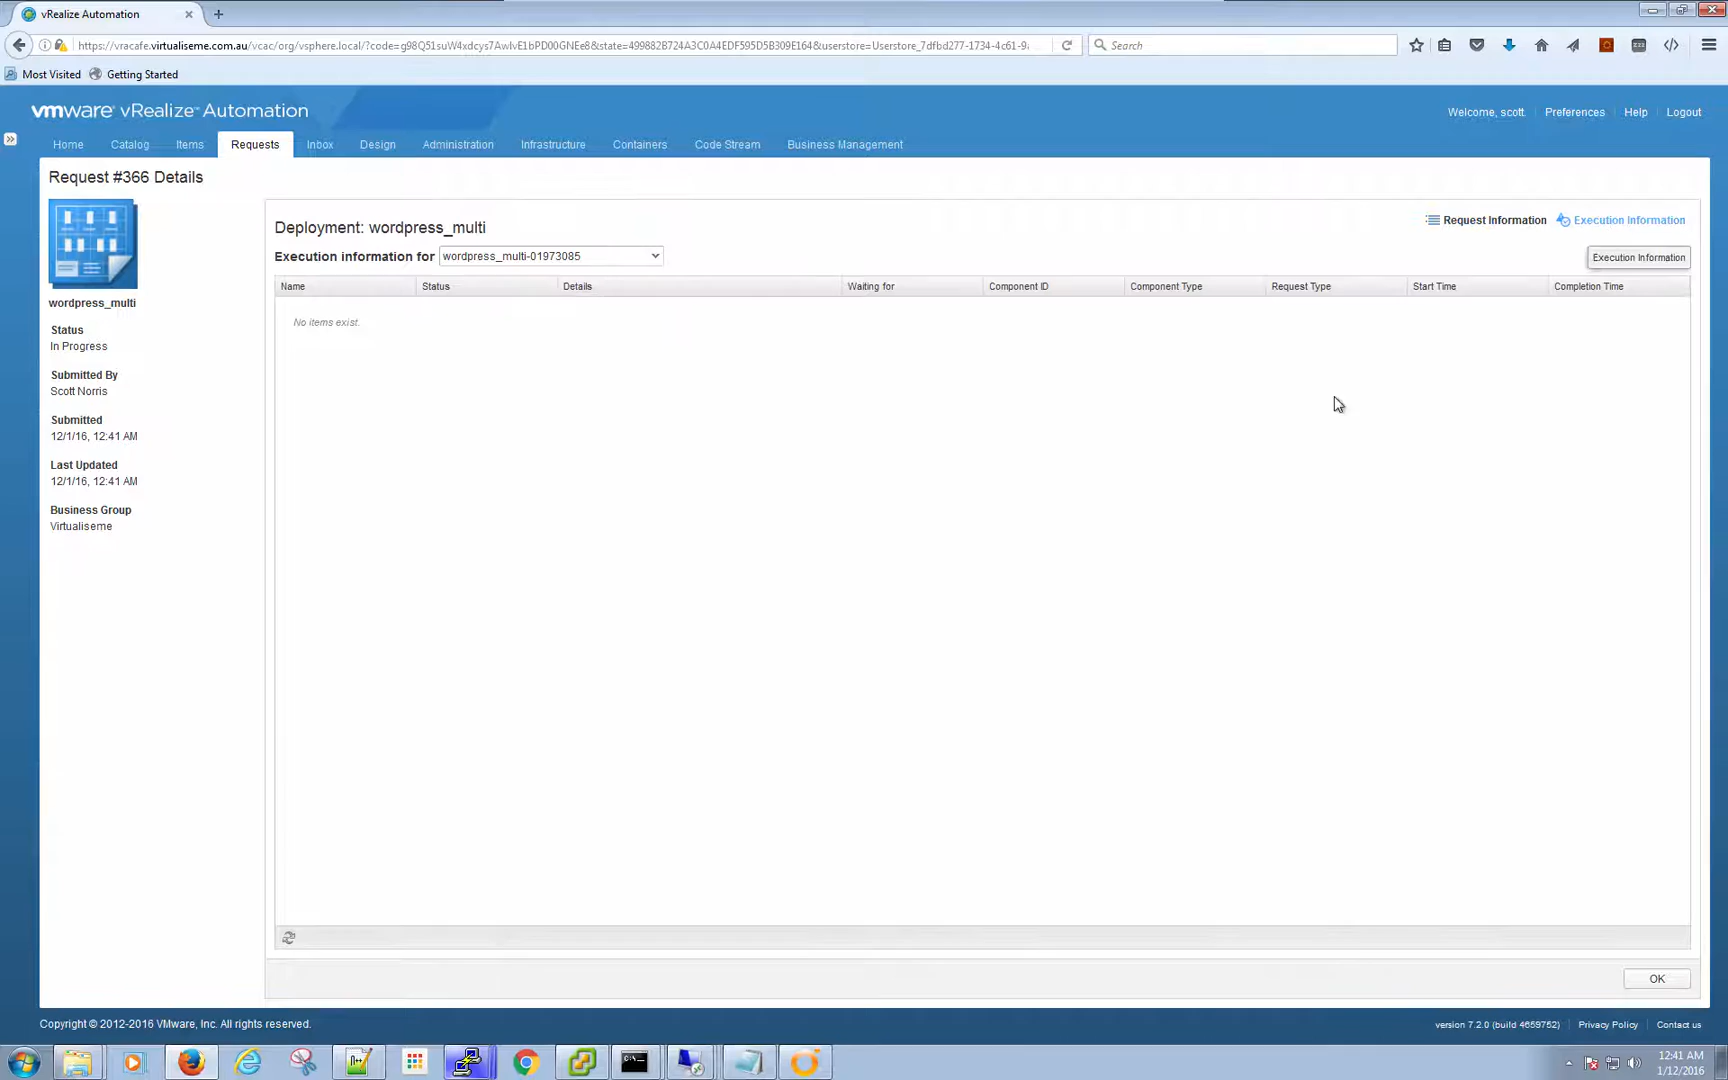 vRealize Automation
https://vracafe.virtualiseme.com.au/vcac/org/vsphere.local/?code=g98Q51suW4xdcys7AwIvE1bPD00GNEe8&state=499882B724A3C0A4EDF595D5B309E164&userstore=Userstore_7dfbd277-1734-4c61-9
Search
Most Visited
Getting Started
vmware vRealize Automation
Welcome, scott.
Preferences
Help
Logout
Home
Catalog
Items
Requests
Inbox
Design
Administration
Infrastructure
Containers
Code Stream
Business Management
Request #366 Details
wordpress_multi
Status
In Progress
Submitted By
Scott Norris
Submitted
12/1/16, 12:41 AM
Last Updated
12/1/16, 12:41 AM
Business Group
Virtualiseme
Deployment: wordpress_multi
Request Information
Execution Information
Execution information for
wordpress_multi-01973085
Execution Information
Name
Status
Details
Waiting for
Component ID
Component Type
Request Type
Start Time
Completion Time
No items exist.
OK
Copyright © 2012-2016 VMware, Inc. All rights reserved.
version 7.2.0 (build 4659752)
Privacy Policy
Contact us
12:41 AM
1/12/2016